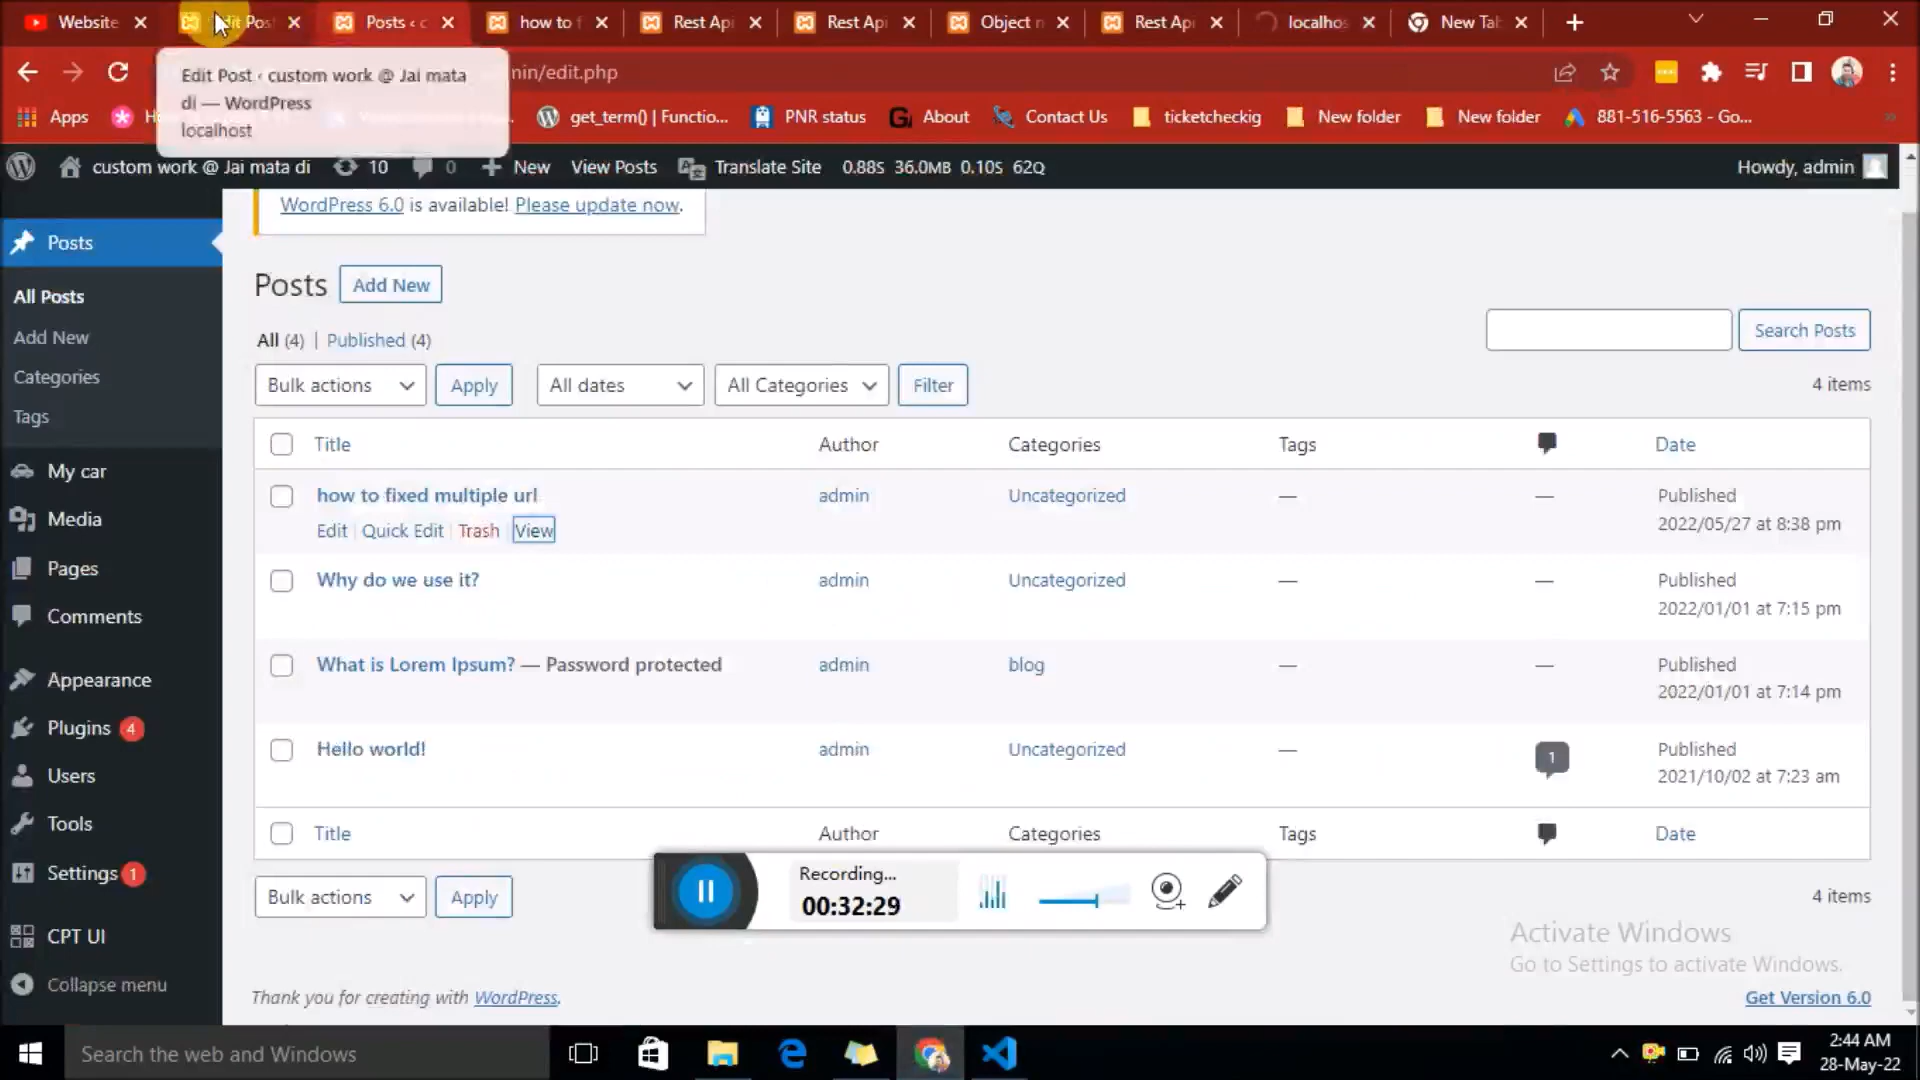 Website
Edit Post
Posts ‹ c
how to f
Rest Api
Rest Api
Object n
Rest Api
localhos
New Tab
Edit Post ‹ custom work @ Jai mata
di — WordPress
localhost
min/edit.php
Apps
get_term() | Functio...
PNR status
About
Contact Us
ticketcheckig
New folder
New folder
881-516-5563 - Go...
custom work @ Jai mata di
10
0
New
View Posts
Translate Site
0.88S 36.0MB 0.10S 62Q
Howdy, admin
WordPress 6.0 is available! Please update now.
Posts
All Posts
Add New
Categories
Tags
My car
Media
Pages
Comments
Appearance
Plugins 4
Users
Tools
Settings 1
CPT UI
Collapse menu
Posts Add New
All (4) | Published (4)
Search Posts
Bulk actions Apply All dates All Categories Filter
4 items
Title Author Categories Tags Date
how to fixed multiple url admin Uncategorized — — Published
Edit | Quick Edit | Trash | View 2022/05/27 at 8:38 pm
Why do we use it? admin Uncategorized — — Published
2022/01/01 at 7:15 pm
What is Lorem Ipsum? — Password protected admin blog — — Published
2022/01/01 at 7:14 pm
Hello world! admin Uncategorized — 1 Published
2021/10/02 at 7:23 am
Title Author Categories Tags Date
Bulk actions Apply
4 items
Recording...
00:32:29
Activate Windows
Go to Settings to activate Windows.
Thank you for creating with WordPress.
Get Version 6.0
Search the web and Windows
2:44 AM
28-May-22